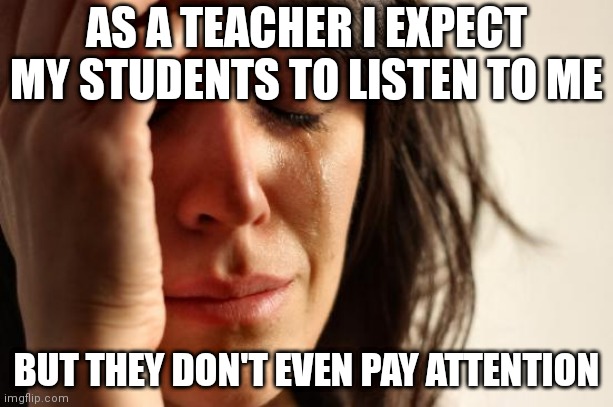 AS A TEACHER I EXPECT
MY STUDENTS TO LISTEN TO ME
BUT THEY DON'T EVEN PAY ATTENTION
imgflip.com